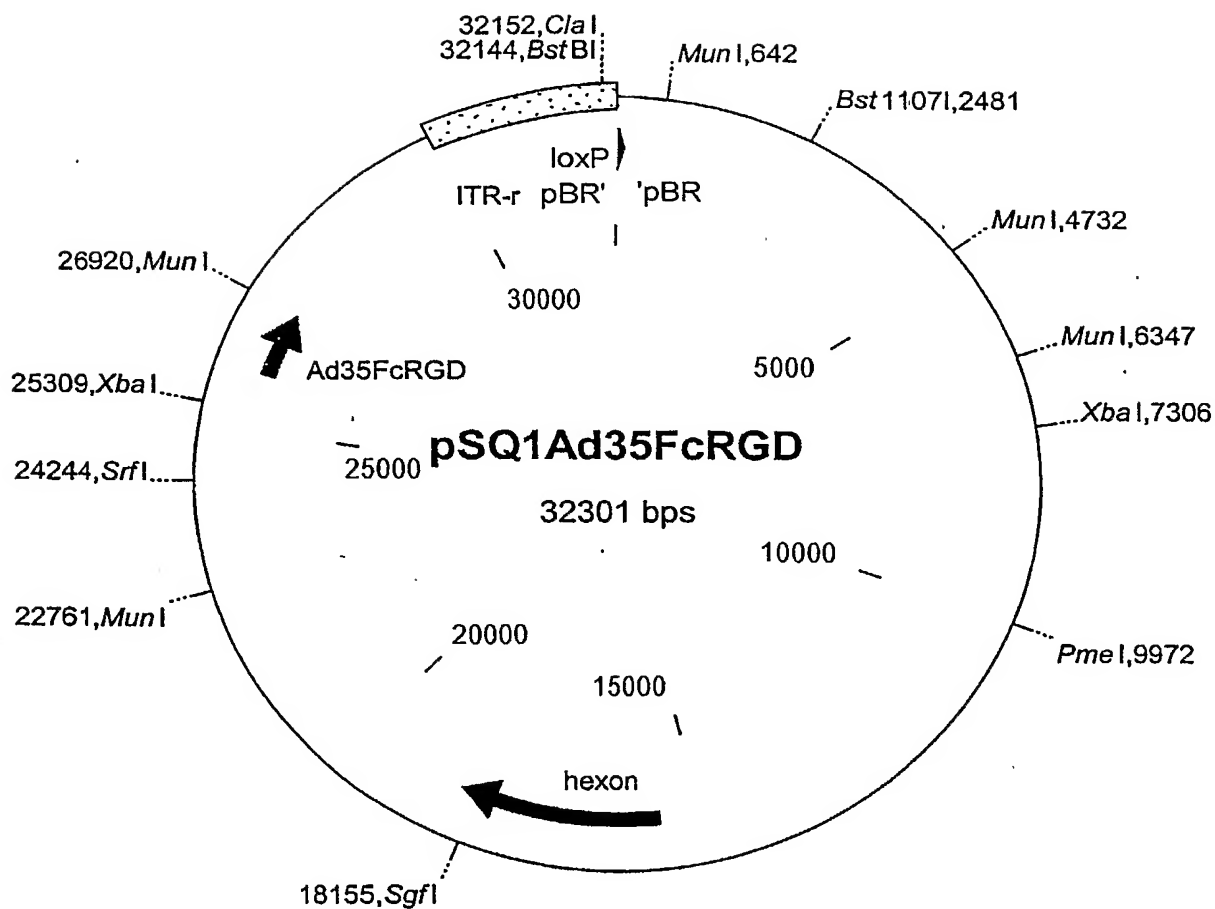 32152,ClaI
32144,BstBI
MunI,642
Bst1107I,2481
loxP
ITR-r pBR' 'pBR
MunI,4732
26920,MunI
30000
MunI,6347
5000
Ad35FcRGD
25309,XbaI
XbaI,7306
pSQ1Ad35FcRGD
24244,SrfI
25000
32301 bps
10000
22761,MunI
20000
PmeI,9972
15000
hexon
18155,SgfI